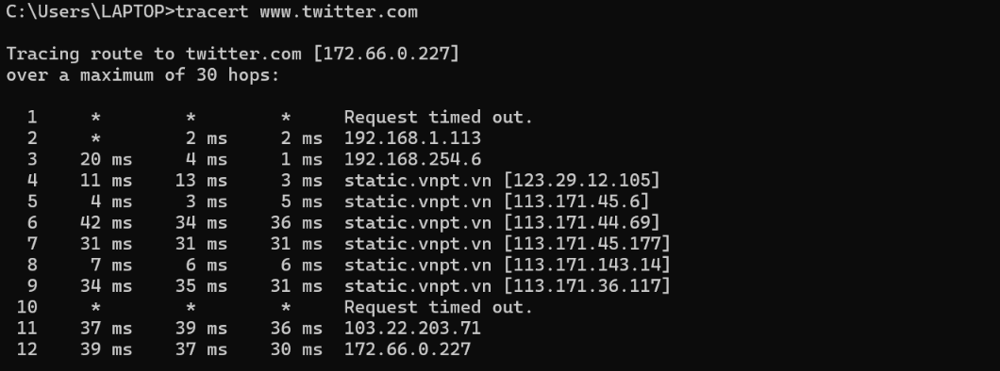 C:\Users\LAPTOP>tracert www.twitter.com
Tracing route to twitter.com [172.66.0.227]
over a maximum of 30 hops:
1 * * * Request timed out.
2 * 2 ms 2 ms 192.168.1.113
3 20 ms 4 ms 1 ms 192.168.254.6
4 11 ms 13 ms 3 ms static.vnpt.vn [123.29.12.105]
5 4 ms 3 ms 5 ms static.vnpt.vn [113.171.45.6]
6 42 ms 34 ms 36 ms static.vnpt.vn [113.171.44.69]
7 31 ms 31 ms 31 ms static.vnpt.vn [113.171.45.177]
8 7 ms 6 ms 6 ms static.vnpt.vn [113.171.143.14]
9 34 ms 35 ms 31 ms static.vnpt.vn [113.171.36.117]
10 * * * Request timed out.
11 37 ms 39 ms 36 ms 103.22.203.71
12 39 ms 37 ms 30 ms 172.66.0.227